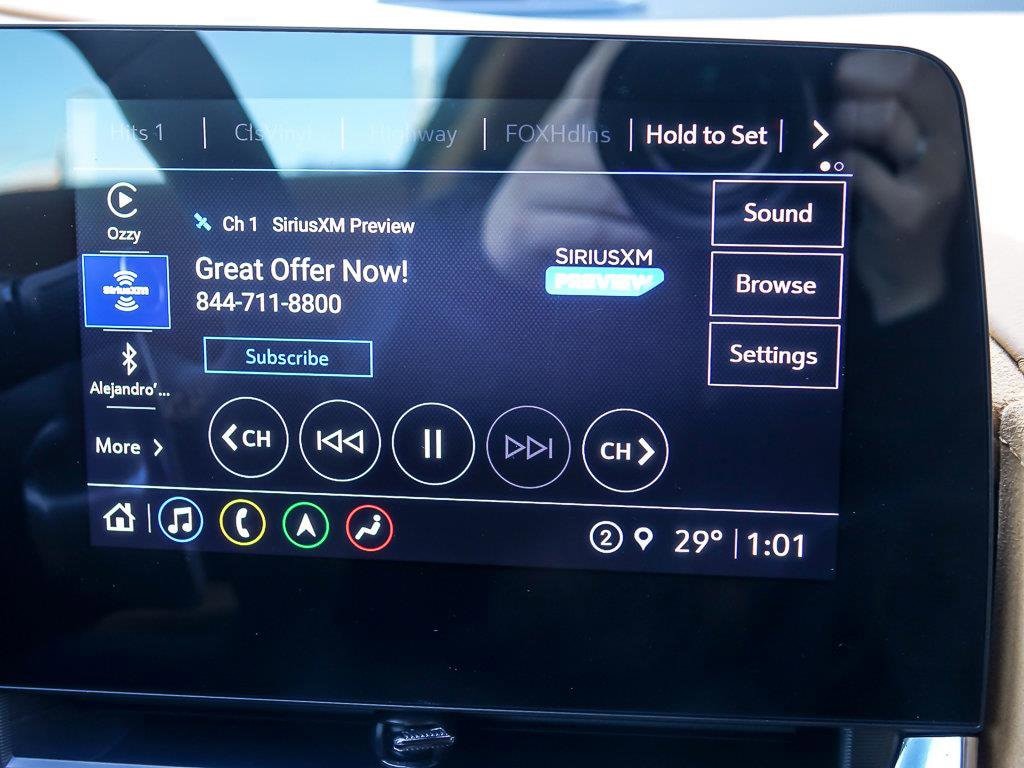 Hits 1 | ClsVinyl | Highway | FOXHdlns | Hold to Set |
Ozzy
Ch 1 SiriusXM Preview
Sound
SiriusXM
Great Offer Now!
SIRIUSXM
PREVIEW
844-711-8800
Browse
Subscribe
Settings
Alejandro'...
More
CH
CH
2 29° | 1:01